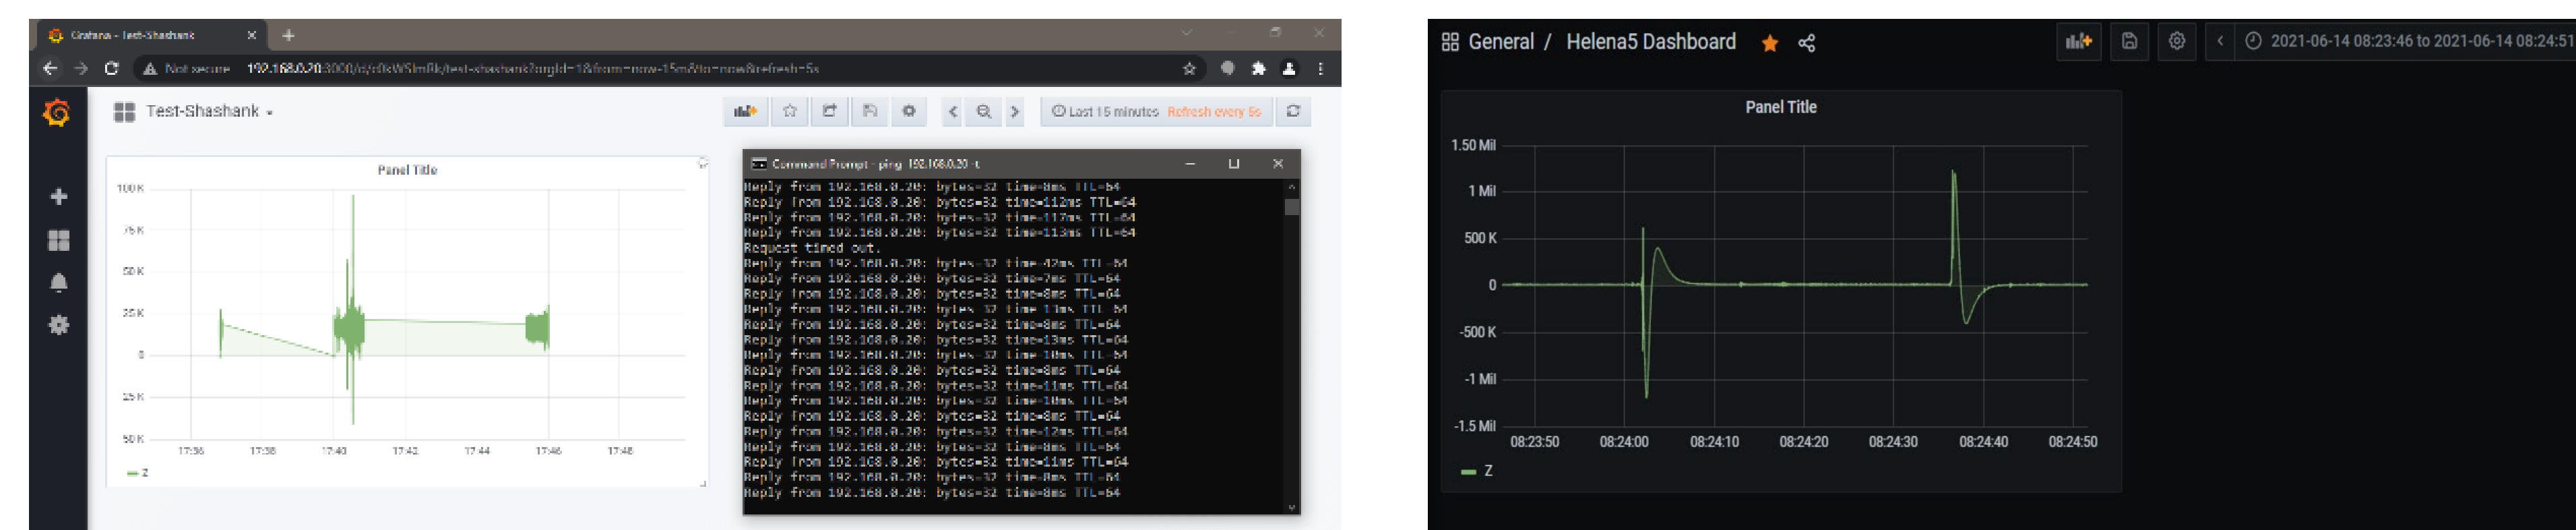 Grafana - Test-Shashank
Not secure 192.168.0.20:3000/d/c0kWSlmRk/test-shashank?orgId=1&from=now-15m&to=now&refresh=5s
Test-Shashank
Last 15 minutes Refresh every 5s
Panel Title
100 K
75 K
50 K
25 K
0
25 K
50 K
17:36 17:38 17:40 17:42 17:44 17:46 17:48
Z
Command Prompt - ping 192.168.0.20 -t
Reply from 192.168.0.20: bytes=32 time=8ms TTL=64
Reply from 192.168.0.20: bytes=32 time=112ms TTL=64
Reply from 192.168.0.20: bytes=32 time=117ms TTL=64
Reply from 192.168.0.20: bytes=32 time=113ms TTL=64
Request timed out.
Reply from 192.168.0.20: bytes=32 time=42ms TTL=64
Reply from 192.168.0.20: bytes=32 time=7ms TTL=64
Reply from 192.168.0.20: bytes=32 time=8ms TTL=64
Reply from 192.168.0.20: bytes=32 time=13ms TTL=64
Reply from 192.168.0.20: bytes=32 time=8ms TTL=64
Reply from 192.168.0.20: bytes=32 time=13ms TTL=64
Reply from 192.168.0.20: bytes=32 time=10ms TTL=64
Reply from 192.168.0.20: bytes=32 time=8ms TTL=64
Reply from 192.168.0.20: bytes=32 time=11ms TTL=64
Reply from 192.168.0.20: bytes=32 time=10ms TTL=64
Reply from 192.168.0.20: bytes=32 time=8ms TTL=64
Reply from 192.168.0.20: bytes=32 time=12ms TTL=64
Reply from 192.168.0.20: bytes=32 time=8ms TTL=64
Reply from 192.168.0.20: bytes=32 time=11ms TTL=64
Reply from 192.168.0.20: bytes=32 time=8ms TTL=64
Reply from 192.168.0.20: bytes=32 time=8ms TTL=64
General / Helena5 Dashboard
2021-06-14 08:23:46 to 2021-06-14 08:24:51
Panel Title
1.50 Mil
1 Mil
500 K
0
-500 K
-1 Mil
-1.5 Mil
08:23:50 08:24:00 08:24:10 08:24:20 08:24:30 08:24:40 08:24:50
Z